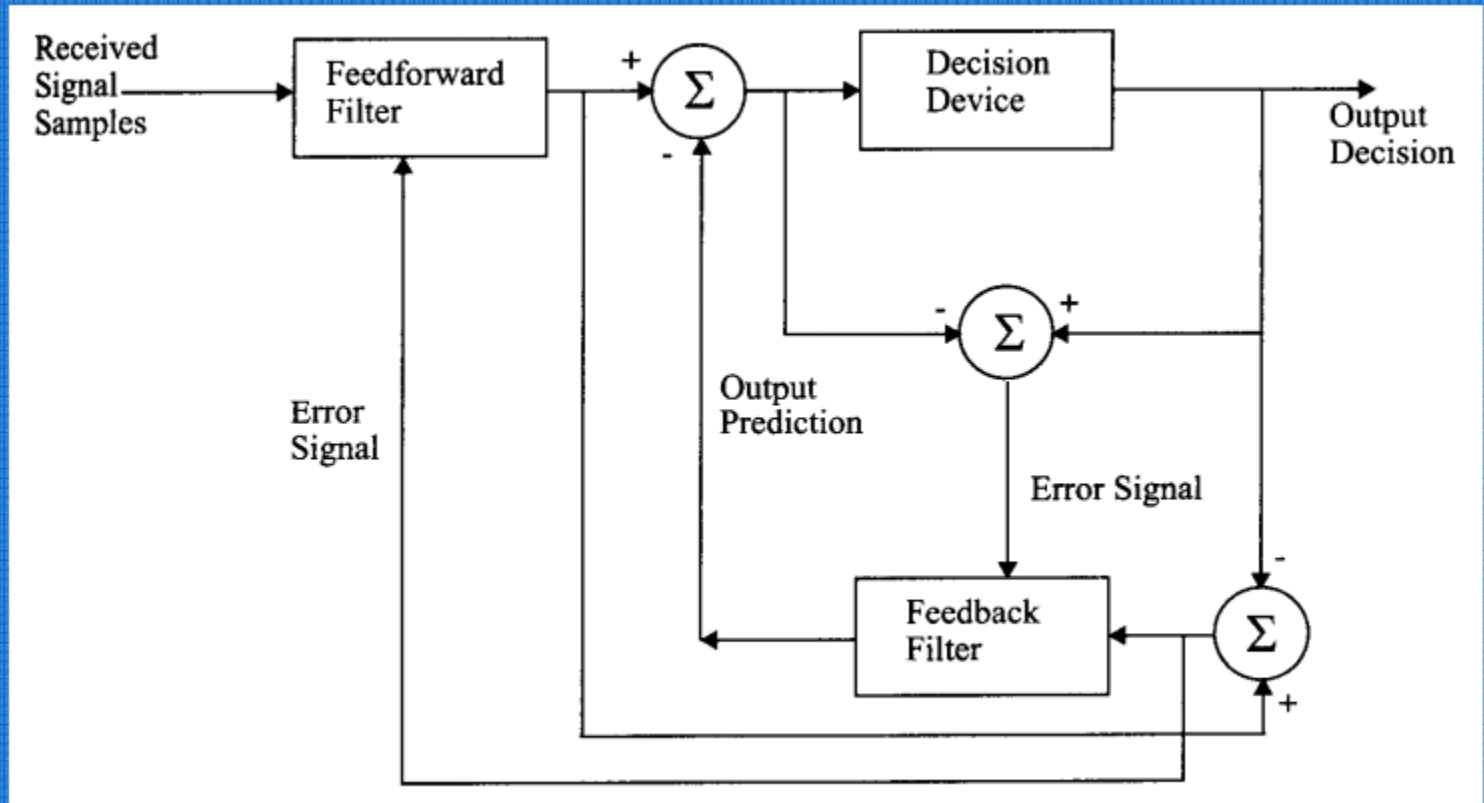 Received
Signal
Samples
Feedforward
Filter
+
Σ
-
Decision
Device
Output
Decision
-
+
Σ
Error
Signal
Output
Prediction
Error Signal
-
Feedback
Filter
Σ
+